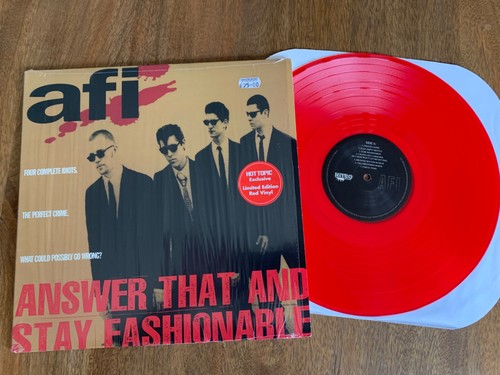 afi
FOUR COMPLETE IDIOTS.
THE PERFECT CRIME.
WHAT COULD POSSIBLY GO WRONG?
HOT TOPIC
Exclusive
Limited Edition
Red Vinyl
ANSWER THAT AND
STAY FASHIONABLE
SIDE A
NITRO
AFI